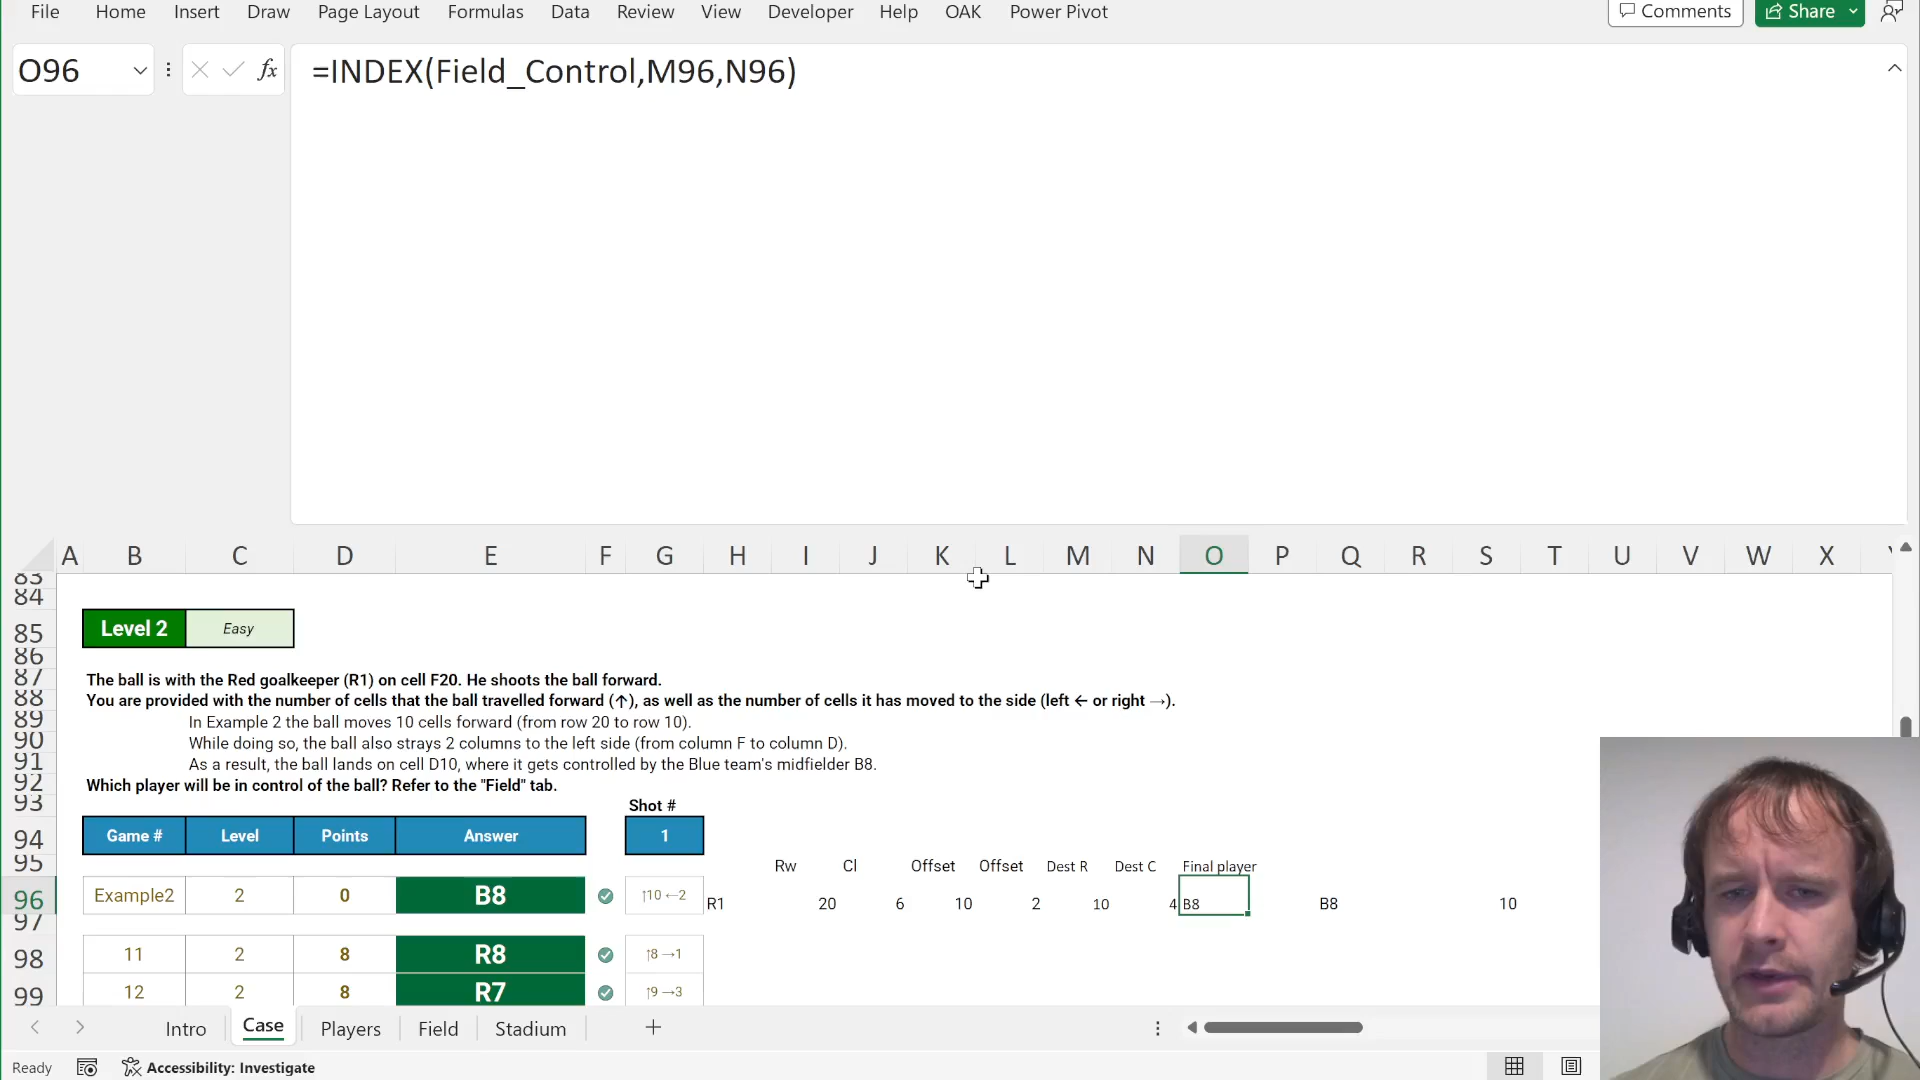 File Home Insert Draw Page Layout Formulas Data Review View Developer Help OAK Power Pivot Comments Share
O96 fx =INDEX(Field_Control,M96,N96)
A B C D E F G H I J K L M N O P Q R S T U V W X
83
84
85 Level 2 Easy
86
87 The ball is with the Red goalkeeper (R1) on cell F20. He shoots the ball forward.
88 You are provided with the number of cells that the ball travelled forward (↑), as well as the number of cells it has moved to the side (left ← or right →).
89 In Example 2 the ball moves 10 cells forward (from row 20 to row 10).
90 While doing so, the ball also strays 2 columns to the left side (from column F to column D).
91 As a result, the ball lands on cell D10, where it gets controlled by the Blue team's midfielder B8.
92 Which player will be in control of the ball? Refer to the "Field" tab.
93 Shot #
94 Game # Level Points Answer 1
95 Rw Cl Offset Offset Dest R Dest C Final player
96 Example2 2 0 B8 ↑10 ←2 R1 20 6 10 2 10 4 B8 B8 10
97
98 11 2 8 R8 ↑8 →1
99 12 2 8 R7 ↑9 →3
Intro Case Players Field Stadium
Ready Accessibility: Investigate